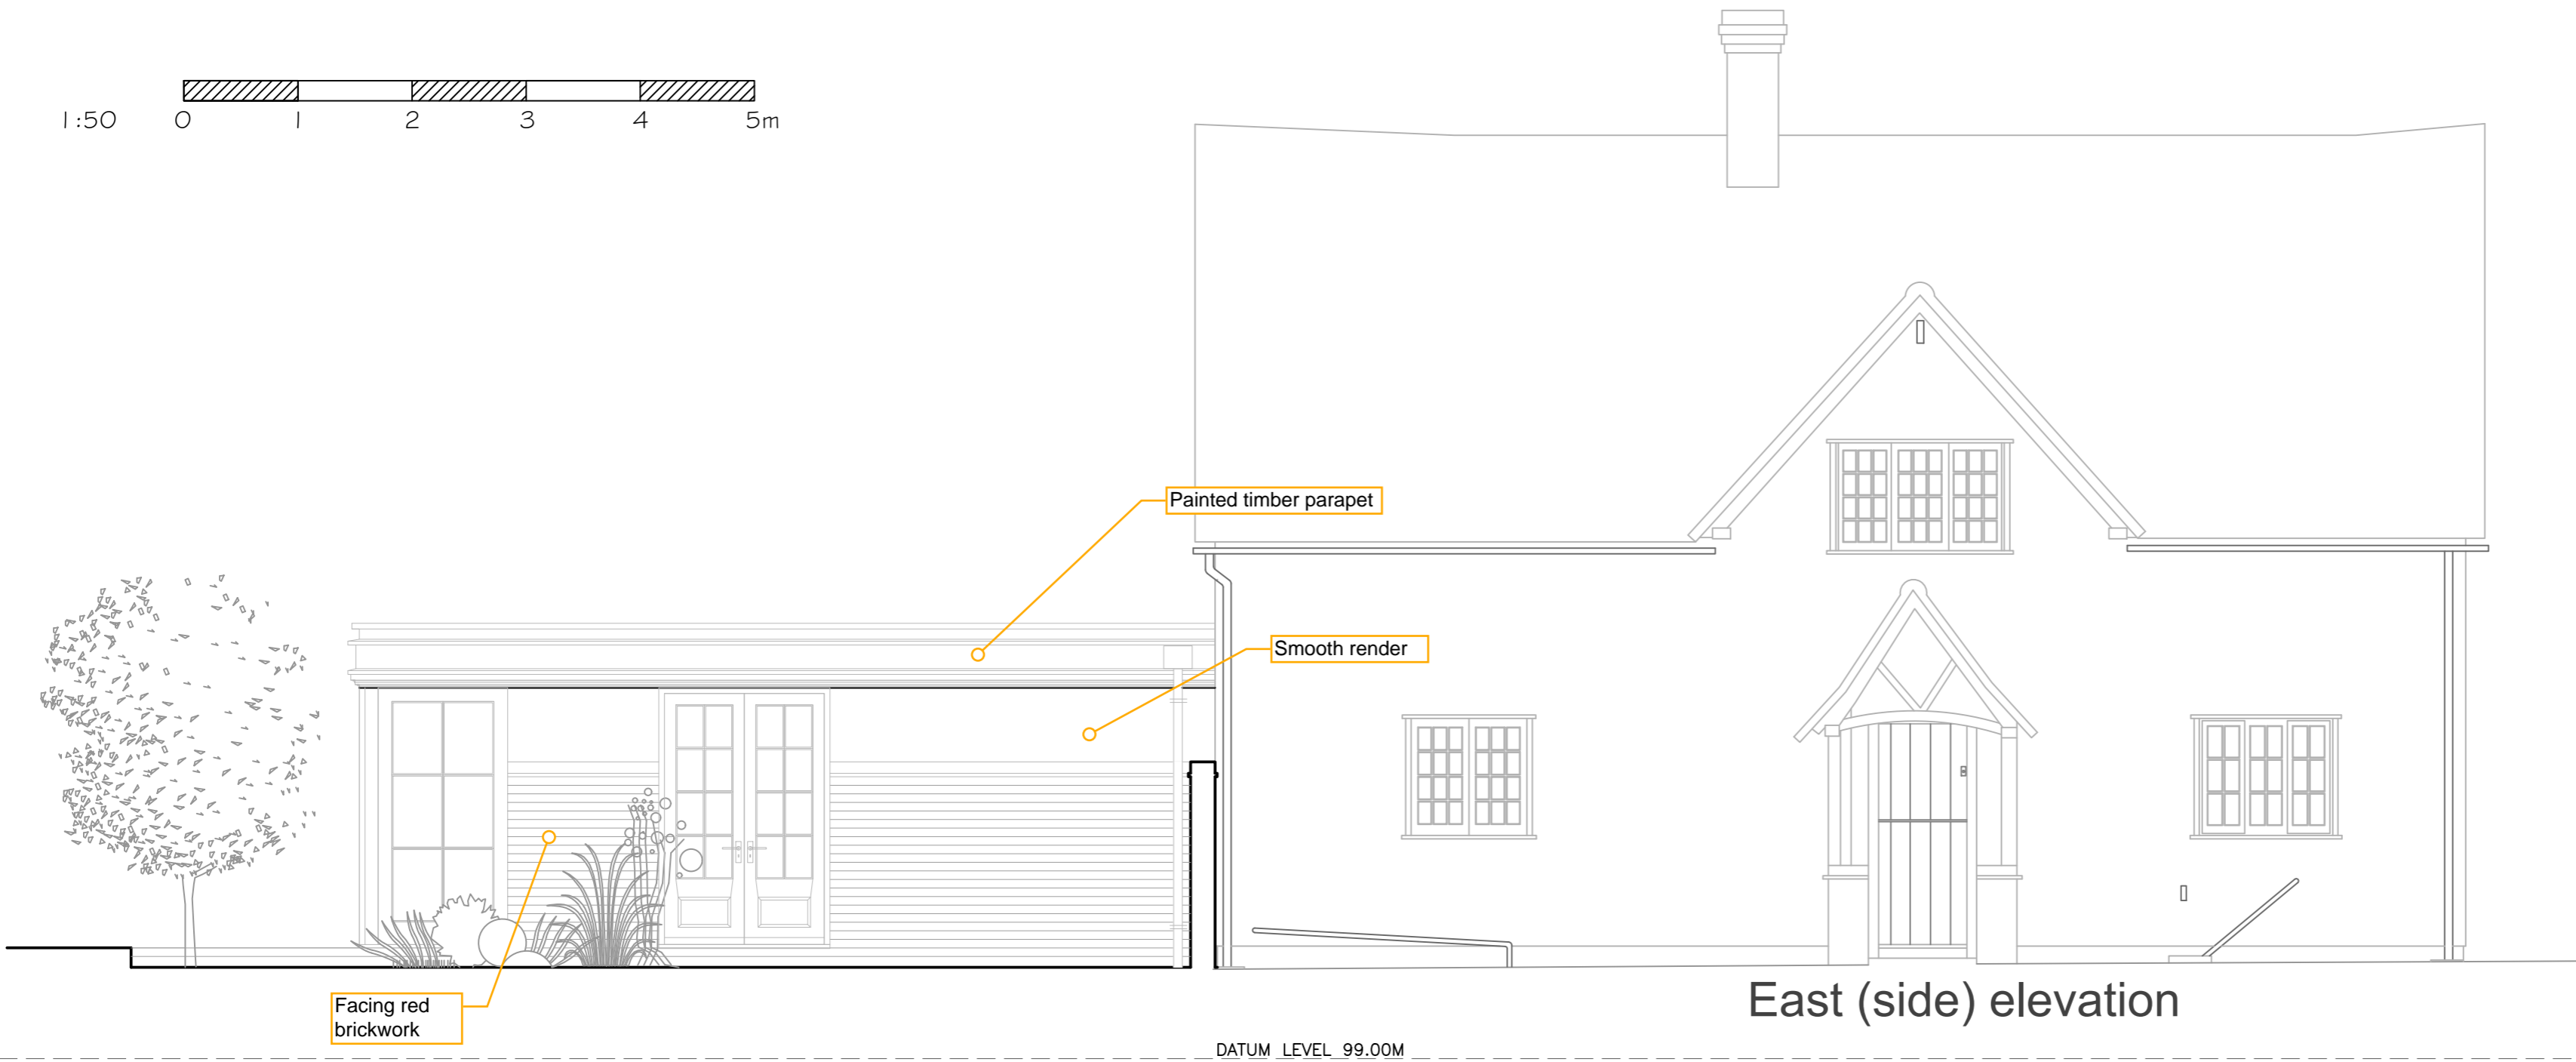 1:50
0 1 2 3 4 5m
Painted timber parapet
Smooth render
Facing red
brickwork
East (side) elevation
DATUM LEVEL 99.00M